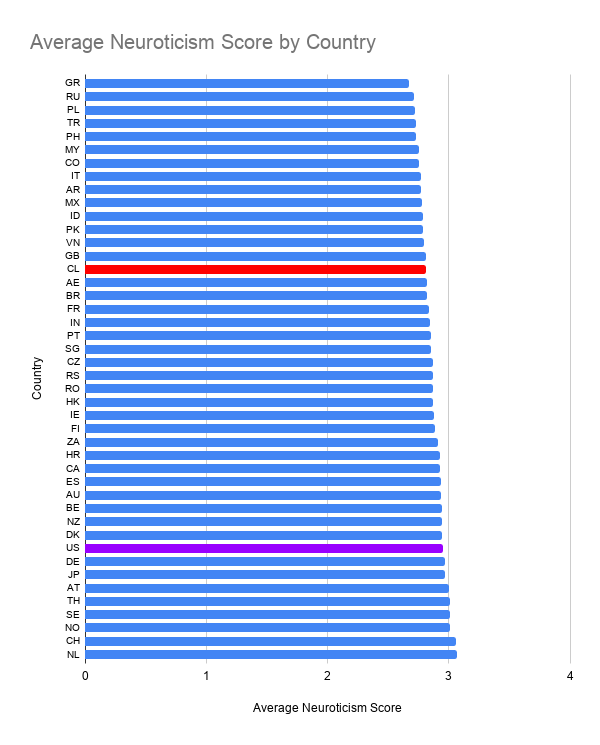 Average Neuroticism Score by Country
GR
RU
PL
TR
PH
MY
CO
IT
AR
MX
ID
PK
VN
GB
CL
AE
BR
FR
IN
PT
SG
CZ
RS
RO
HK
IE
FI
ZA
HR
CA
ES
AU
BE
NZ
DK
US
DE
JP
AT
TH
SE
NO
CH
NL
Country
0 1 2 3 4
Average Neuroticism Score